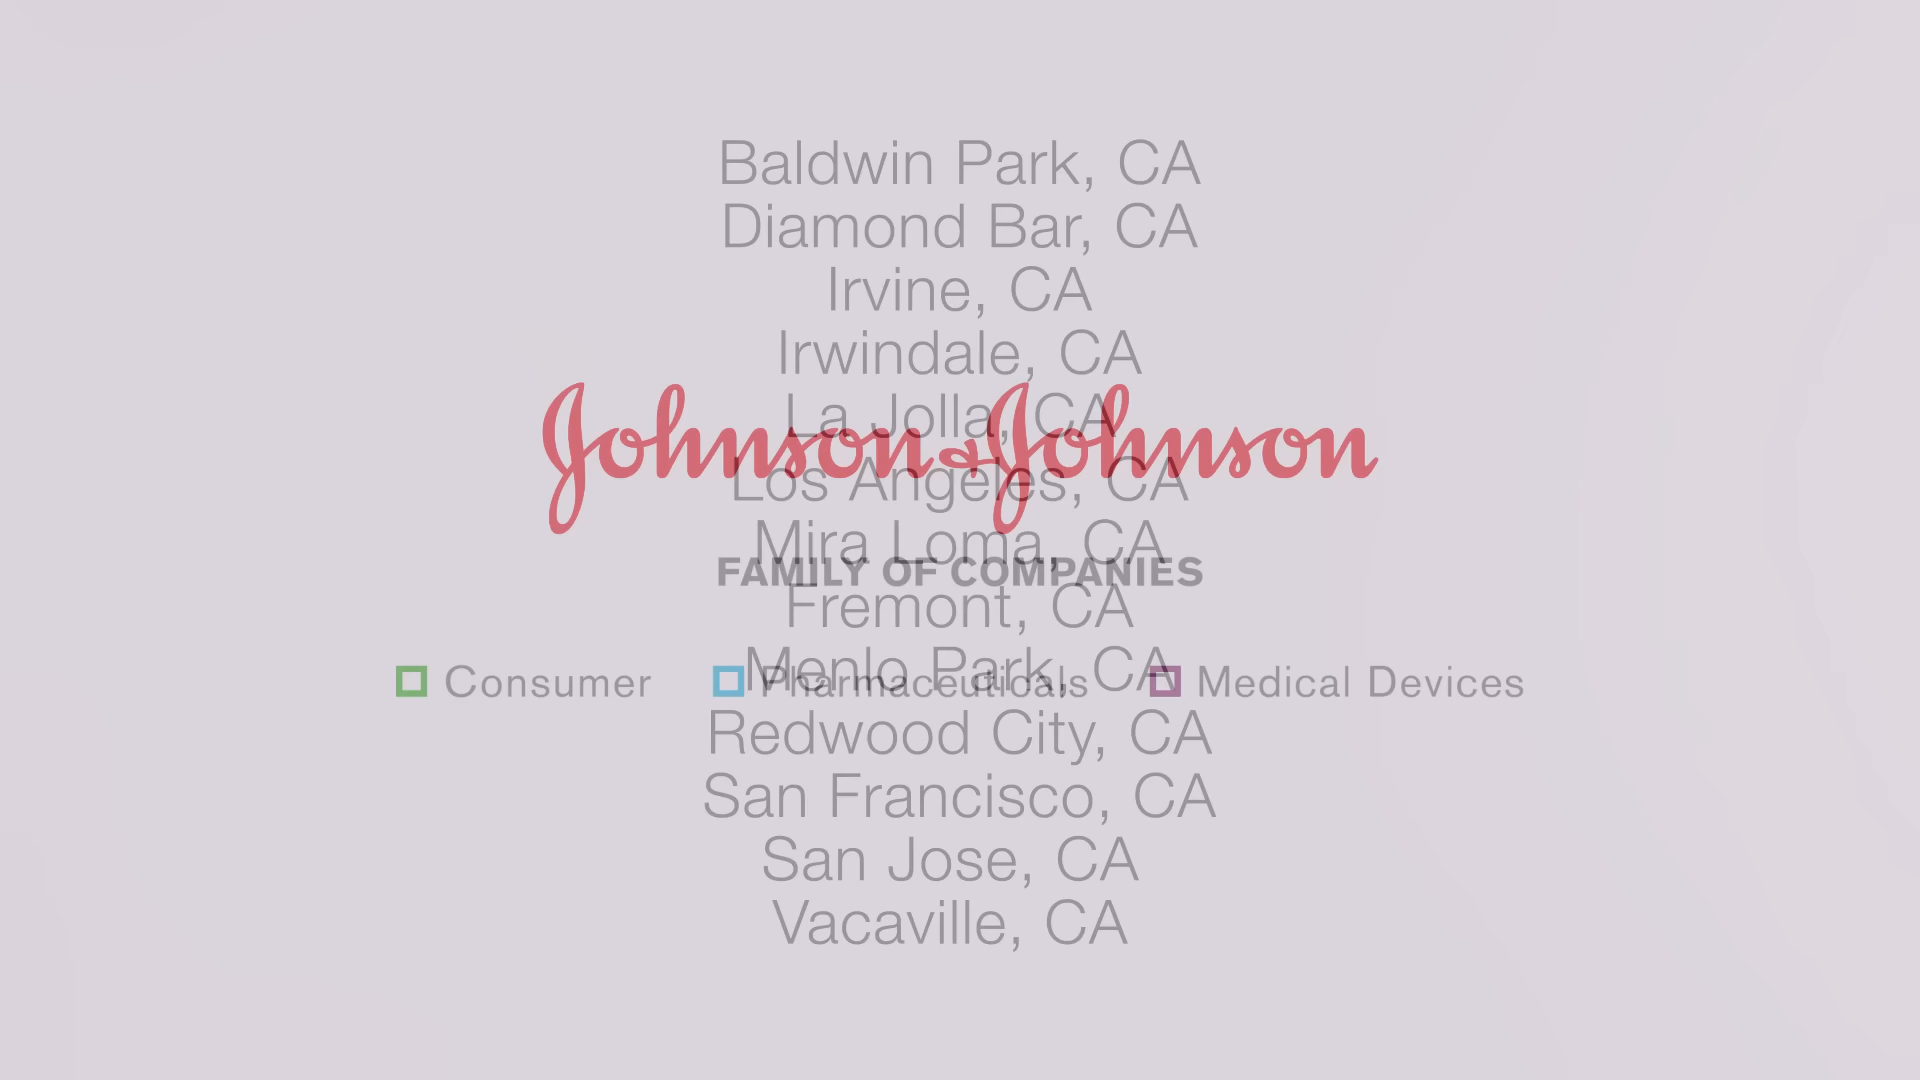 Baldwin Park, CA
Diamond Bar, CA
Irvine, CA
Irwindale, CA
La Jolla, CA
Johnson & Johnson
Los Angeles, CA
Mira Loma, CA
FAMILY OF COMPANIES
Fremont, CA
Menlo Park, CA
Consumer Pharmaceuticals Medical Devices
Redwood City, CA
San Francisco, CA
San Jose, CA
Vacaville, CA